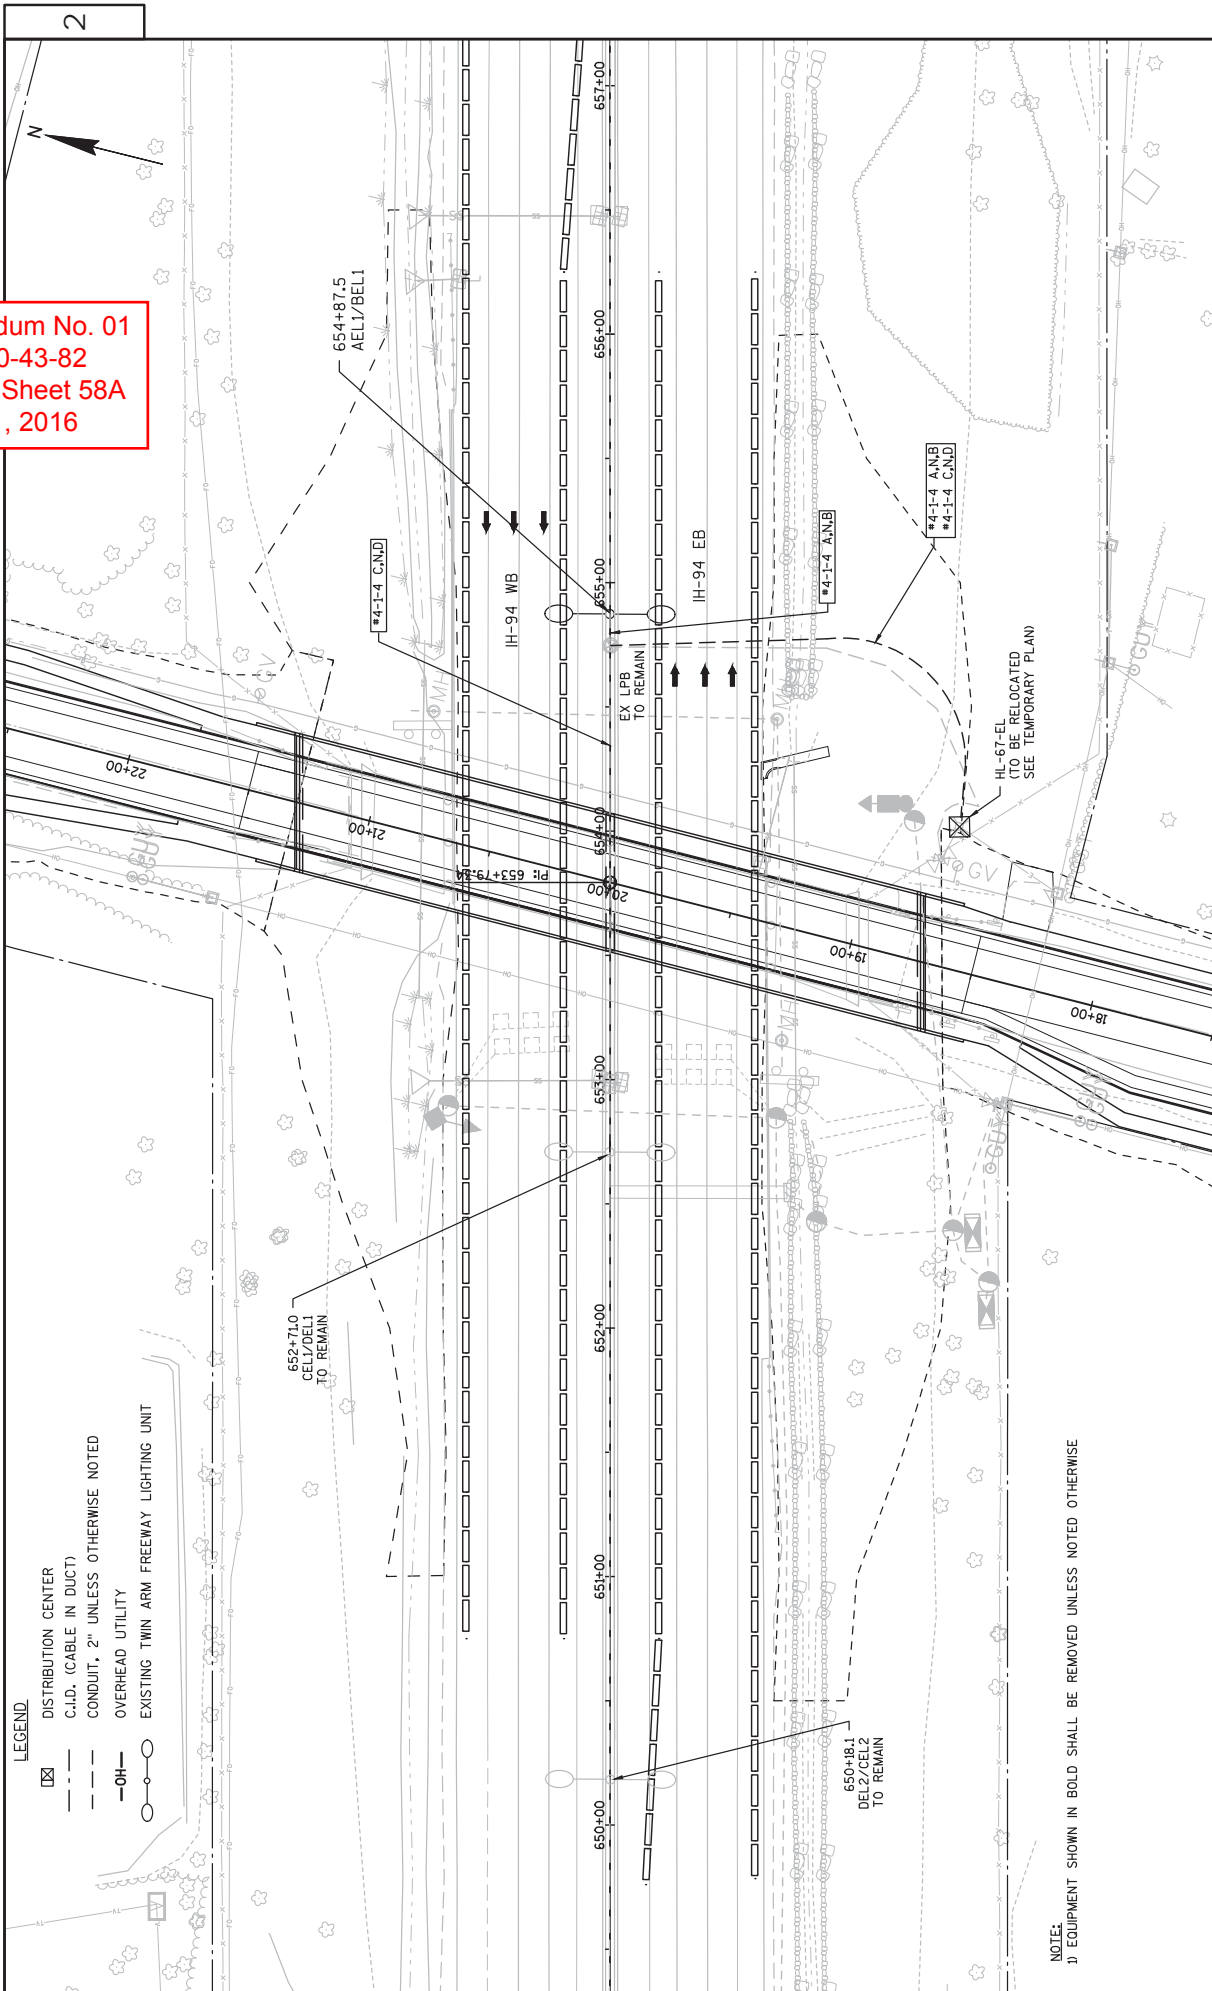 2
N
dum No. 01
0-43-82
Sheet 58A
, 2016
LEGEND
DISTRIBUTION CENTER
C.I.D. (CABLE IN DUCT)
CONDUIT, 2" UNLESS OTHERWISE NOTED
OH
OVERHEAD UTILITY
EXISTING TWIN ARM FREEWAY LIGHTING UNIT
652+71.0
CEL1/DEL1
TO REMAIN
654+87.5
AEL1/BEL1
#4-1-4 C,N,D
IH-94 WB
650+00
651+00
652+00
653+00
654+00
655+00
656+00
657+00
PI: 653+79.34
22+00
21+00
20+00
19+00
18+00
EX LPB
TO REMAIN
IH-94 EB
#4-1-4 A,N,B
#4-1-4 A,N,B
#4-1-4 C,N,D
HL-67-EL
(TO BE RELOCATED
SEE TEMPORARY PLAN)
650+18.1
DEL2/CEL2
TO REMAIN
GUY
GUY
GUY
GUY
GUY
GV
GV
MH
MH
NOTE:
1) EQUIPMENT SHOWN IN BOLD SHALL BE REMOVED UNLESS NOTED OTHERWISE